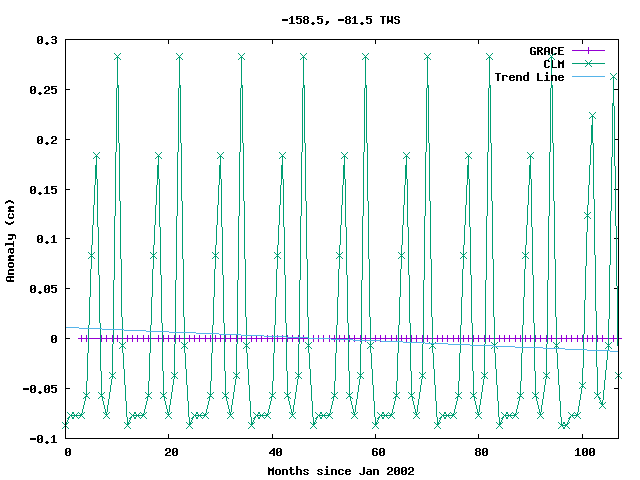 -158.5, -81.5 TWS
GRACE
CLM
Trend Line
0.3
0.25
0.2
0.15
0.1
0.05
0
-0.05
-0.1
Anomaly (cm)
0 20 40 60 80 100
Months since Jan 2002